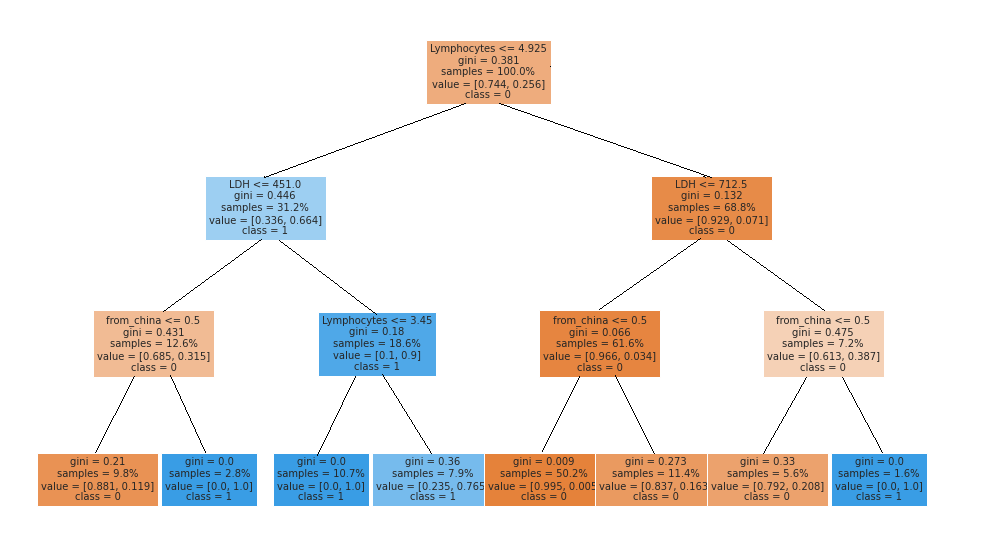 Lymphocytes <= 4.925
gini = 0.381
samples = 100.0%
value = [0.744, 0.256]
class = 0
LDH <= 451.0
gini = 0.446
samples = 31.2%
value = [0.336, 0.664]
class = 1
LDH <= 712.5
gini = 0.132
samples = 68.8%
value = [0.929, 0.071]
class = 0
from_china <= 0.5
gini = 0.431
samples = 12.6%
value = [0.685, 0.315]
class = 0
Lymphocytes <= 3.45
gini = 0.18
samples = 18.6%
value = [0.1, 0.9]
class = 1
from_china <= 0.5
gini = 0.066
samples = 61.6%
value = [0.966, 0.034]
class = 0
from_china <= 0.5
gini = 0.475
samples = 7.2%
value = [0.613, 0.387]
class = 0
gini = 0.21
samples = 9.8%
value = [0.881, 0.119]
class = 0
gini = 0.0
samples = 2.8%
value = [0.0, 1.0]
class = 1
gini = 0.0
samples = 10.7%
value = [0.0, 1.0]
class = 1
gini = 0.36
samples = 7.9%
value = [0.235, 0.765
class = 1
gini = 0.009
samples = 50.2%
value = [0.995, 0.005
class = 0
gini = 0.273
samples = 11.4%
value = [0.837, 0.163
class = 0
gini = 0.33
samples = 5.6%
value = [0.792, 0.208]
class = 0
gini = 0.0
samples = 1.6%
value = [0.0, 1.0]
class = 1